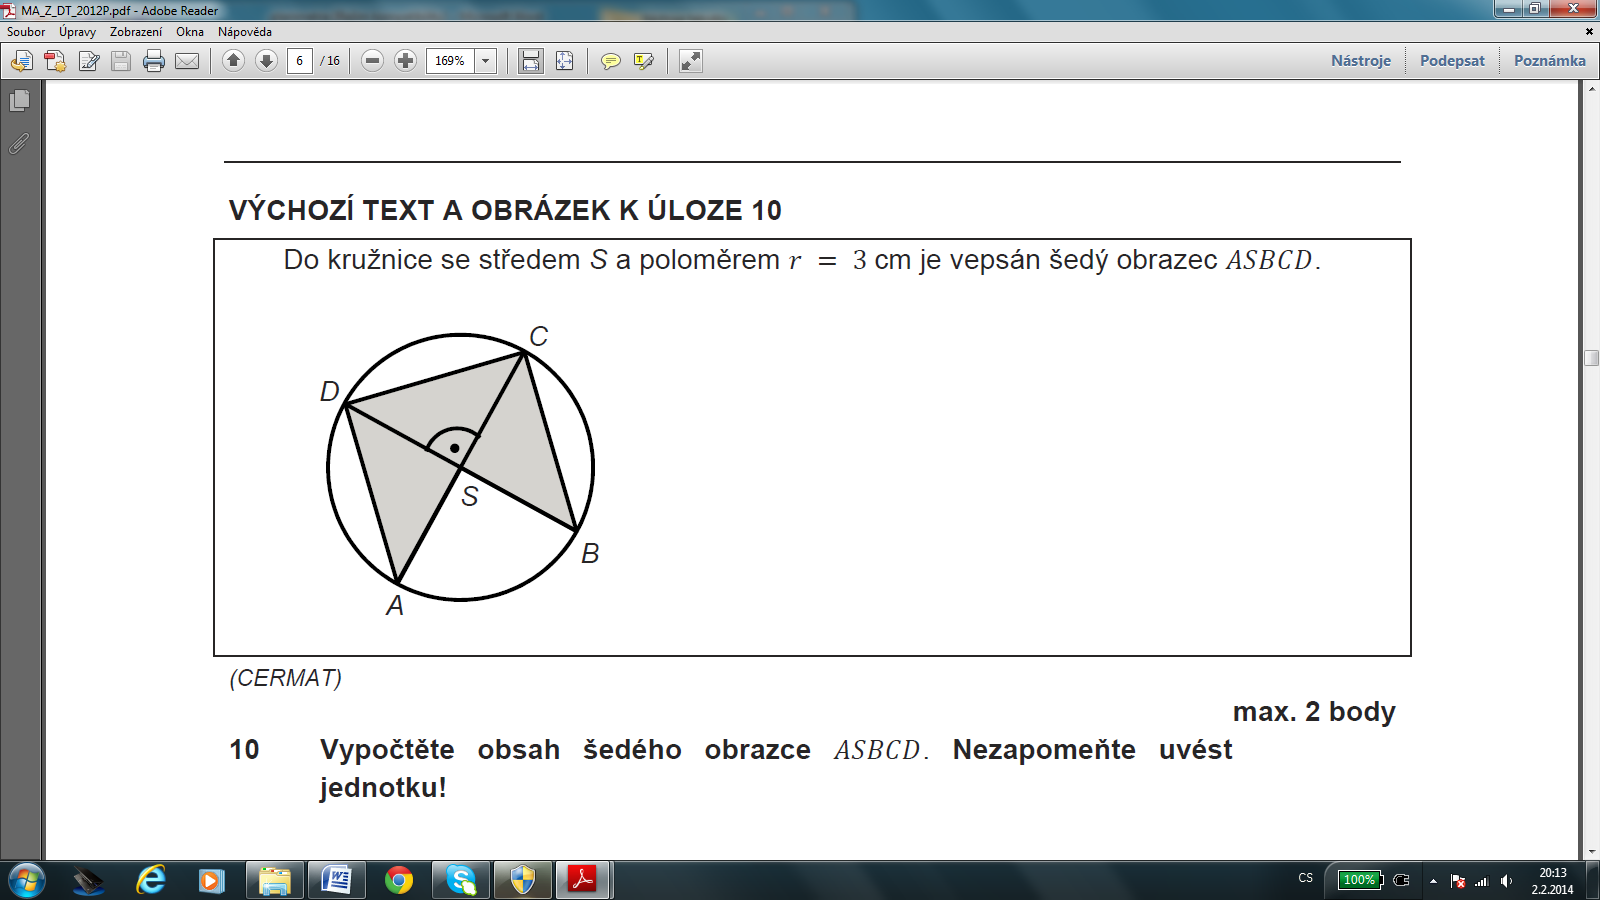 MA_Z_DT_2012P.pdf - Adobe Reader
Soubor Úpravy Zobrazení Okna Nápověda
6 / 16 169% Nástroje Podepsat Poznámka
VÝCHOZÍ TEXT A OBRÁZEK K ÚLOZE 10
Do kružnice se středem S a poloměrem r = 3 cm je vepsán šedý obrazec ASBCD.
C
D
S
B
A
(CERMAT)
max. 2 body
10 Vypočtěte obsah šedého obrazce ASBCD. Nezapomeňte uvést
jednotku!
CS 100% 20:13
2.2.2014